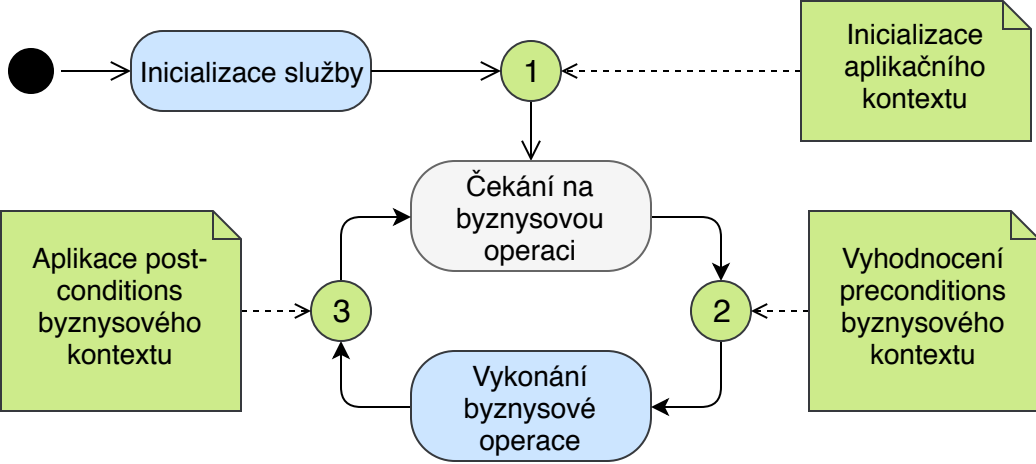 Inicializace služby
1
Inicializace
aplikačního
kontextu
Čekání na
byznysovou
operaci
Aplikace post-
conditions
byznysového
kontextu
3
2
Vyhodnocení
preconditions
byznysového
kontextu
Vykonání
byznysové
operace